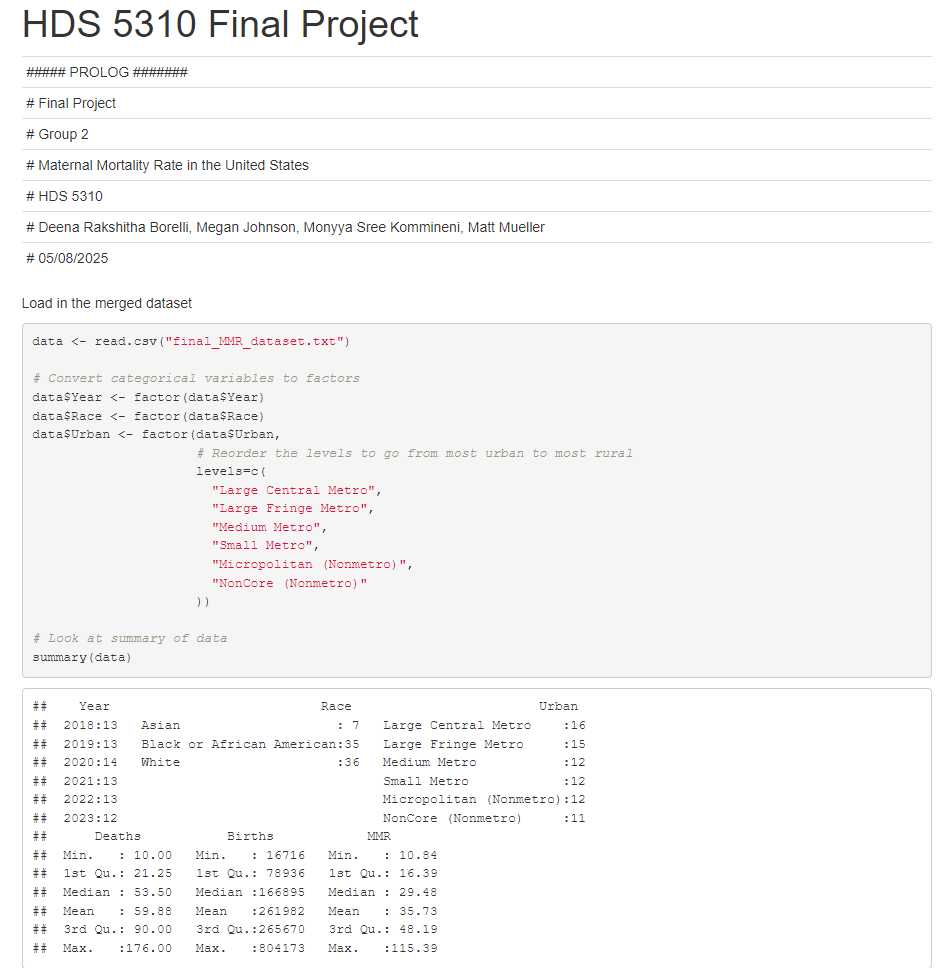 HDS 5310 Final Project
##### PROLOG #######
# Final Project
# Group 2
# Maternal Mortality Rate in the United States
# HDS 5310
# Deena Rakshitha Borelli, Megan Johnson, Monyya Sree Kommineni, Matt Mueller
# 05/08/2025
Load in the merged dataset
data <- read.csv("final_MMR_dataset.txt")
# Convert categorical variables to factors
data$Year <- factor(data$Year)
data$Race <- factor(data$Race)
data$Urban <- factor(data$Urban,
                     # Reorder the levels to go from most urban to most rural
                     levels=c(
                       "Large Central Metro",
                       "Large Fringe Metro",
                       "Medium Metro",
                       "Small Metro",
                       "Micropolitan (Nonmetro)",
                       "NonCore (Nonmetro)"
                     ))
# Look at summary of data
summary(data)
##    Year                           Race                        Urban
##  2018:13   Asian                    : 7   Large Central Metro    :16
##  2019:13   Black or African American:35   Large Fringe Metro     :15
##  2020:14   White                    :36   Medium Metro           :12
##  2021:13                                  Small Metro            :12
##  2022:13                                  Micropolitan (Nonmetro):12
##  2023:12                                  NonCore (Nonmetro)     :11
##      Deaths           Births            MMR
##  Min.   : 10.00   Min.   : 16716   Min.   : 10.84
##  1st Qu.: 21.25   1st Qu.: 78936   1st Qu.: 16.39
##  Median : 53.50   Median :166895   Median : 29.48
##  Mean   : 59.88   Mean   :261982   Mean   : 35.73
##  3rd Qu.: 90.00   3rd Qu.:265670   3rd Qu.: 48.19
##  Max.   :176.00   Max.   :804173   Max.   :115.39